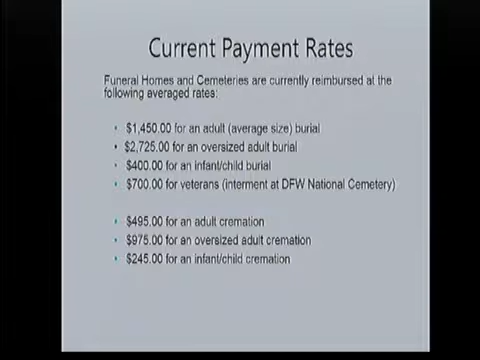 Current Payment Rates
Funeral Homes and Cemeteries are currently reimbursed at the
following averaged rates:
• $1,450.00 for an adult (average size) burial
• $2,725.00 for an oversized adult burial
• $400.00 for an infant/child burial
• $700.00 for veterans (interment at DFW National Cemetery)
• $495.00 for an adult cremation
• $975.00 for an oversized adult cremation
• $245.00 for an infant/child cremation